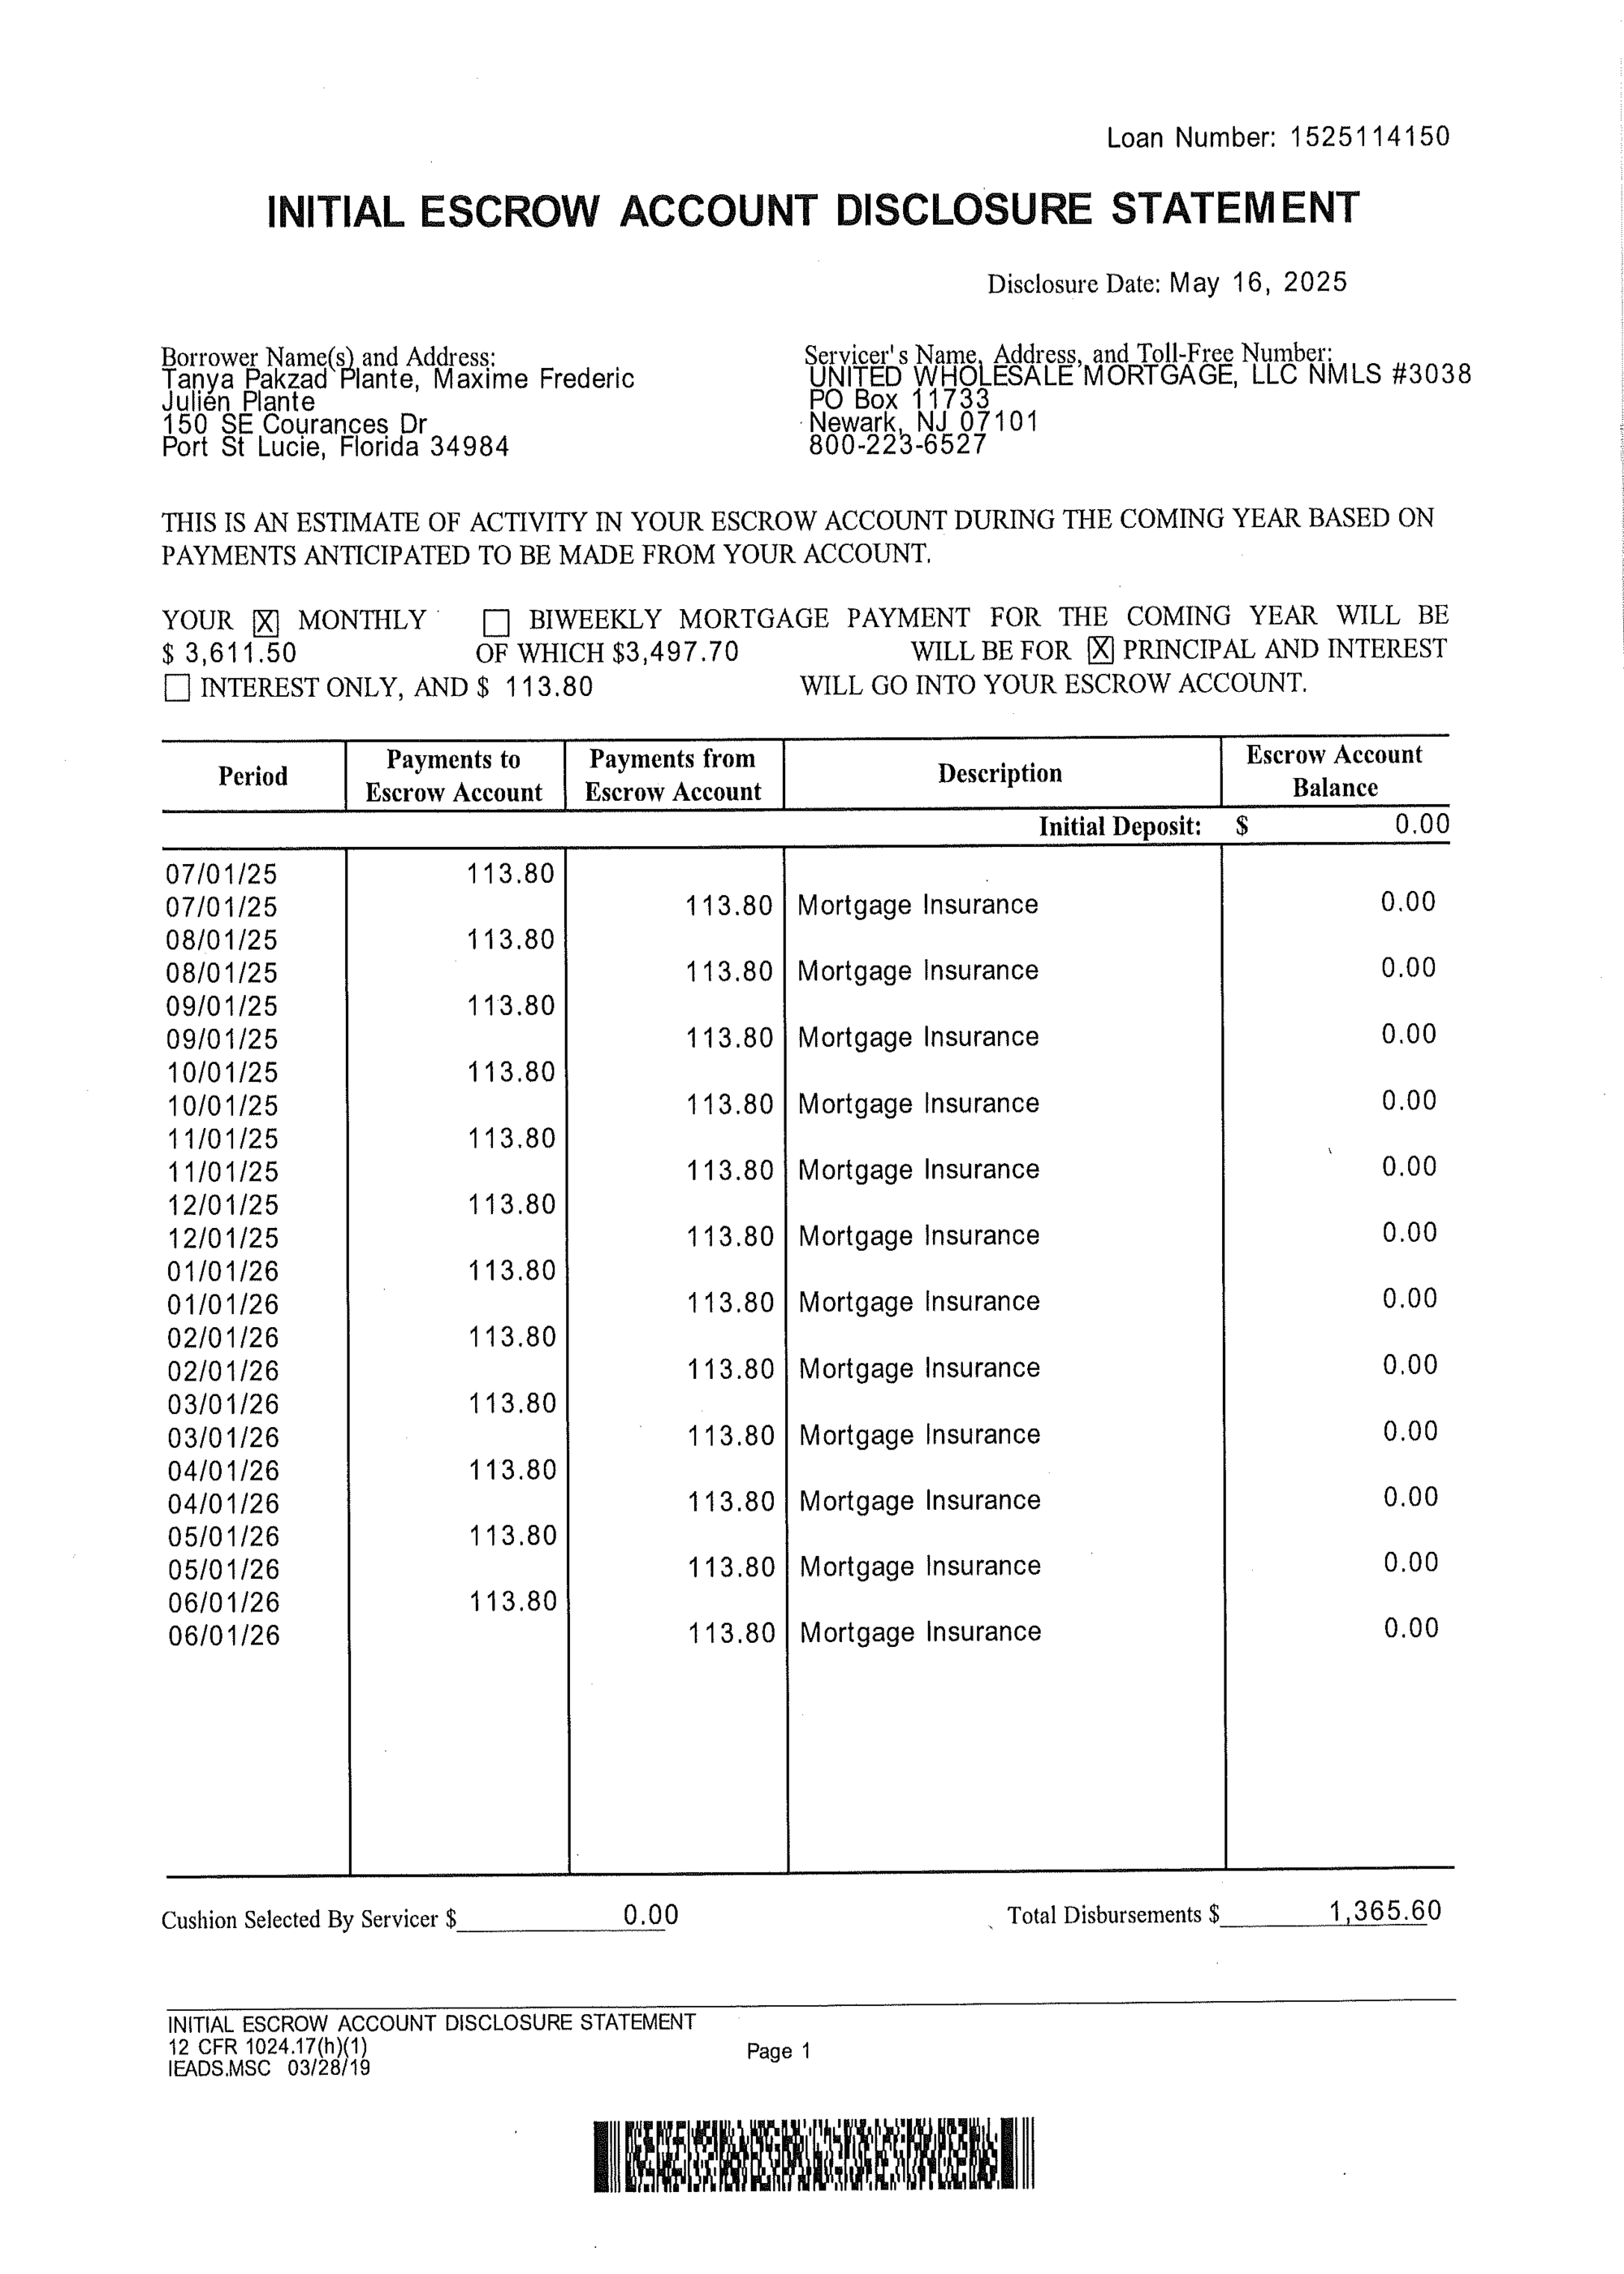 Loan Number: 1525114150
INITIAL ESCROW ACCOUNT DISCLOSURE STATEMENT
Disclosure Date: May 16, 2025
Borrower Name(s) and Address:
Tanya Pakzad Plante, Maxime Frederic
Julien Plante
150 SE Courances Dr
Port St Lucie, Florida 34984
Servicer's Name, Address, and Toll-Free Number:
UNITED WHOLESALE MORTGAGE, LLC NMLS #3038
PO Box 11733
Newark, NJ 07101
800-223-6527
THIS IS AN ESTIMATE OF ACTIVITY IN YOUR ESCROW ACCOUNT DURING THE COMING YEAR BASED ON
PAYMENTS ANTICIPATED TO BE MADE FROM YOUR ACCOUNT.
YOUR [X] MONTHLY [ ] BIWEEKLY MORTGAGE PAYMENT FOR THE COMING YEAR WILL BE
$ 3,611.50 OF WHICH $3,497.70 WILL BE FOR [X] PRINCIPAL AND INTEREST
[ ] INTEREST ONLY, AND $ 113.80 WILL GO INTO YOUR ESCROW ACCOUNT.
Period | Payments to Escrow Account | Payments from Escrow Account | Description | Escrow Account Balance
Initial Deposit: $ 0.00
07/01/25 113.80
07/01/25 113.80 Mortgage Insurance 0.00
08/01/25 113.80
08/01/25 113.80 Mortgage Insurance 0.00
09/01/25 113.80
09/01/25 113.80 Mortgage Insurance 0.00
10/01/25 113.80
10/01/25 113.80 Mortgage Insurance 0.00
11/01/25 113.80
11/01/25 113.80 Mortgage Insurance 0.00
12/01/25 113.80
12/01/25 113.80 Mortgage Insurance 0.00
01/01/26 113.80
01/01/26 113.80 Mortgage Insurance 0.00
02/01/26 113.80
02/01/26 113.80 Mortgage Insurance 0.00
03/01/26 113.80
03/01/26 113.80 Mortgage Insurance 0.00
04/01/26 113.80
04/01/26 113.80 Mortgage Insurance 0.00
05/01/26 113.80
05/01/26 113.80 Mortgage Insurance 0.00
06/01/26 113.80
06/01/26 113.80 Mortgage Insurance 0.00
Cushion Selected By Servicer $ 0.00 Total Disbursements $ 1,365.60
INITIAL ESCROW ACCOUNT DISCLOSURE STATEMENT
12 CFR 1024.17(h)(1)
IEADS.MSC 03/28/19
Page 1